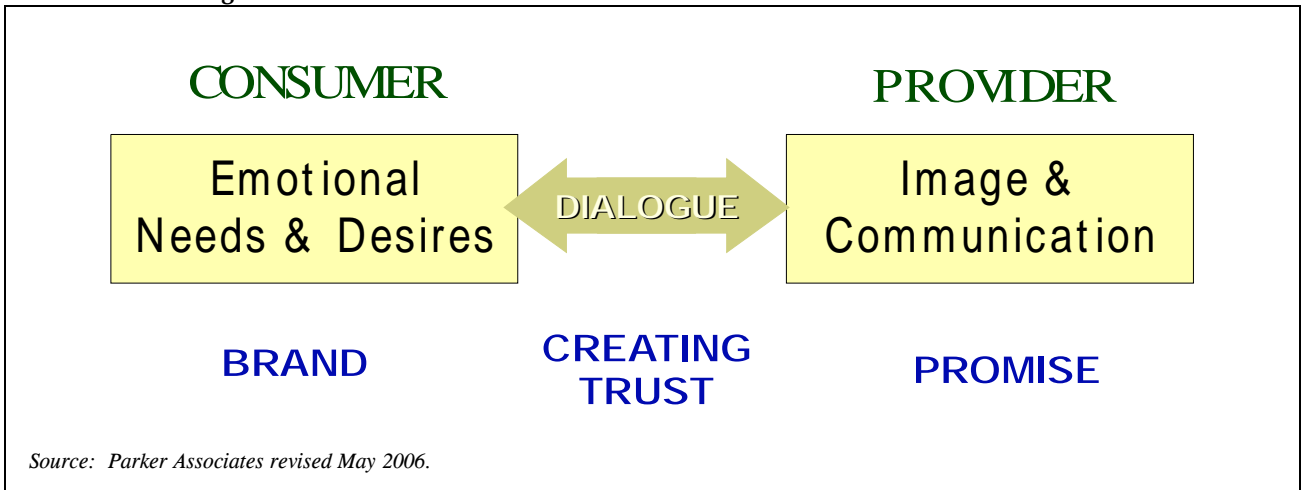 CONSUMER
PROVIDER
Emotional
Needs & Desires
DIALOGUE
Image &
Communication
BRAND
CREATING
TRUST
PROMISE
Source: Parker Associates revised May 2006.